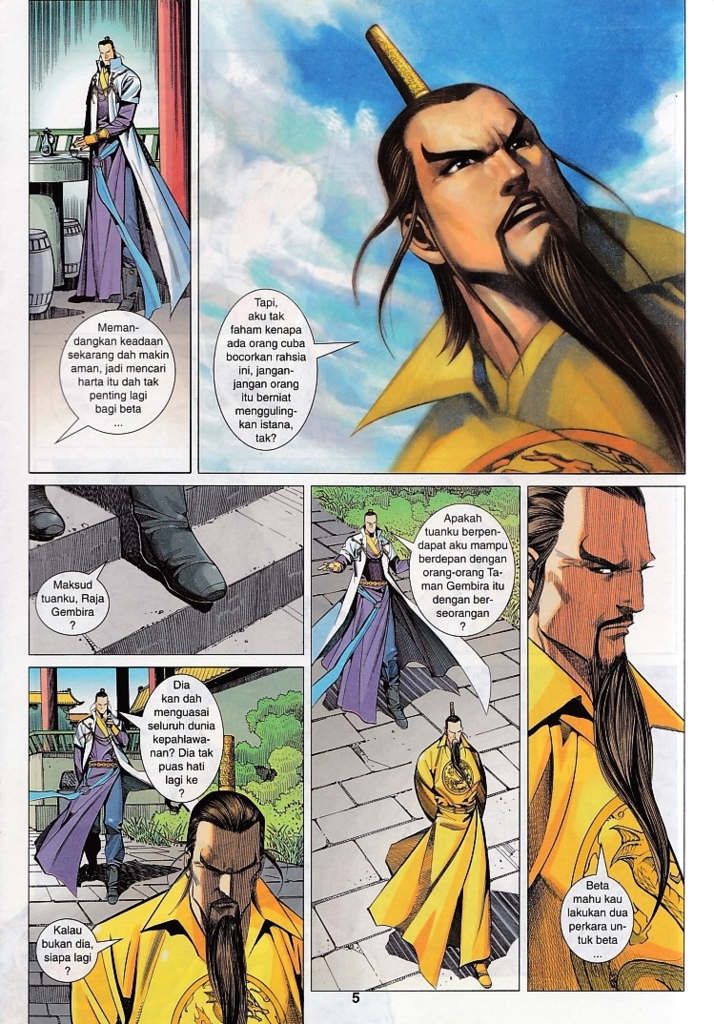 Meman-
dangkan keadaan
sekarang dah makin
aman, jadi mencari
harta itu dah tak
penting lagi
bagi beta
...
Tapi,
aku tak
faham kenapa
ada orang cuba
bocorkan rahsia
ini, jangan-
jangan orang
itu berniat
mengguling-
kan istana,
tak?
Maksud
tuanku, Raja
Gembira
?
Dia
kan dah
menguasai
seluruh dunia
kepahlawa-
nan? Dia tak
puas hati
lagi ke
?
Kalau
bukan dia,
siapa lagi
?
Apakah
tuanku berpen-
dapat aku mampu
berdepan dengan
orang-orang Ta-
man Gembira itu
dengan ber-
seorangan
?
Beta
mahu kau
lakukan dua
perkara un-
tuk beta
...
5